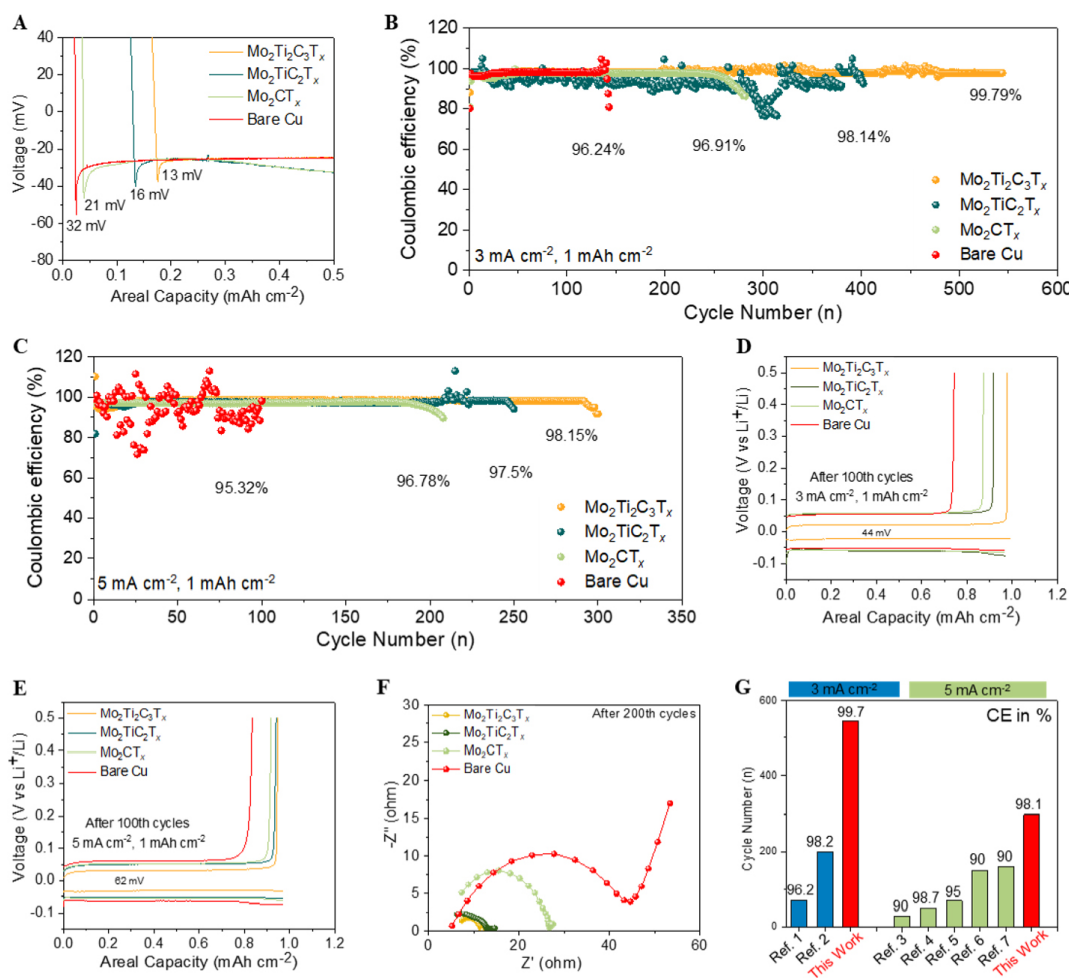 A
Voltage (mV)
40
20
0
-20
-40
-60
-80
Mo₂Ti₂C₃Tₓ
Mo₂TiC₂Tₓ
Mo₂CTₓ
Bare Cu
13 mV
16 mV
21 mV
32 mV
0.0 0.1 0.2 0.3 0.4 0.5
Areal Capacity (mAh cm⁻²)
B
Coulombic efficiency (%)
120
100
80
60
40
20
0
99.79%
98.14%
96.91%
96.24%
Mo₂Ti₂C₃Tₓ
Mo₂TiC₂Tₓ
Mo₂CTₓ
Bare Cu
3 mA cm⁻², 1 mAh cm⁻²
0 100 200 300 400 500 600
Cycle Number (n)
C
Coulombic efficiency (%)
120
100
80
60
40
20
0
98.15%
97.5%
96.78%
95.32%
Mo₂Ti₂C₃Tₓ
Mo₂TiC₂Tₓ
Mo₂CTₓ
Bare Cu
5 mA cm⁻², 1 mAh cm⁻²
0 50 100 150 200 250 300 350
Cycle Number (n)
D
Voltage (V vs Li⁺/Li)
0.5
0.4
0.3
0.2
0.1
0.0
-0.1
Mo₂Ti₂C₃Tₓ
Mo₂TiC₂Tₓ
Mo₂CTₓ
Bare Cu
After 100th cycles
3 mA cm⁻², 1 mAh cm⁻²
44 mV
0.0 0.2 0.4 0.6 0.8 1.0 1.2
Areal Capacity (mAh cm⁻²)
E
Voltage (V vs Li⁺/Li)
0.5
0.4
0.3
0.2
0.1
0.0
-0.1
Mo₂Ti₂C₃Tₓ
Mo₂TiC₂Tₓ
Mo₂CTₓ
Bare Cu
After 100th cycles
5 mA cm⁻², 1 mAh cm⁻²
62 mV
0.0 0.2 0.4 0.6 0.8 1.0 1.2
Areal Capacity (mAh cm⁻²)
F
-Z'' (ohm)
30
25
20
15
10
5
0
Mo₂Ti₂C₃Tₓ
Mo₂TiC₂Tₓ
Mo₂CTₓ
Bare Cu
After 200th cycles
0 20 40 60
Z' (ohm)
G
3 mA cm⁻² 5 mA cm⁻²
CE in %
Cycle Number (n)
600
400
200
0
96.2
98.2
99.7
90
98.7
95
90
90
98.1
Ref. 1
Ref. 2
This Work
Ref. 3
Ref. 4
Ref. 5
Ref. 6
Ref. 7
This Work